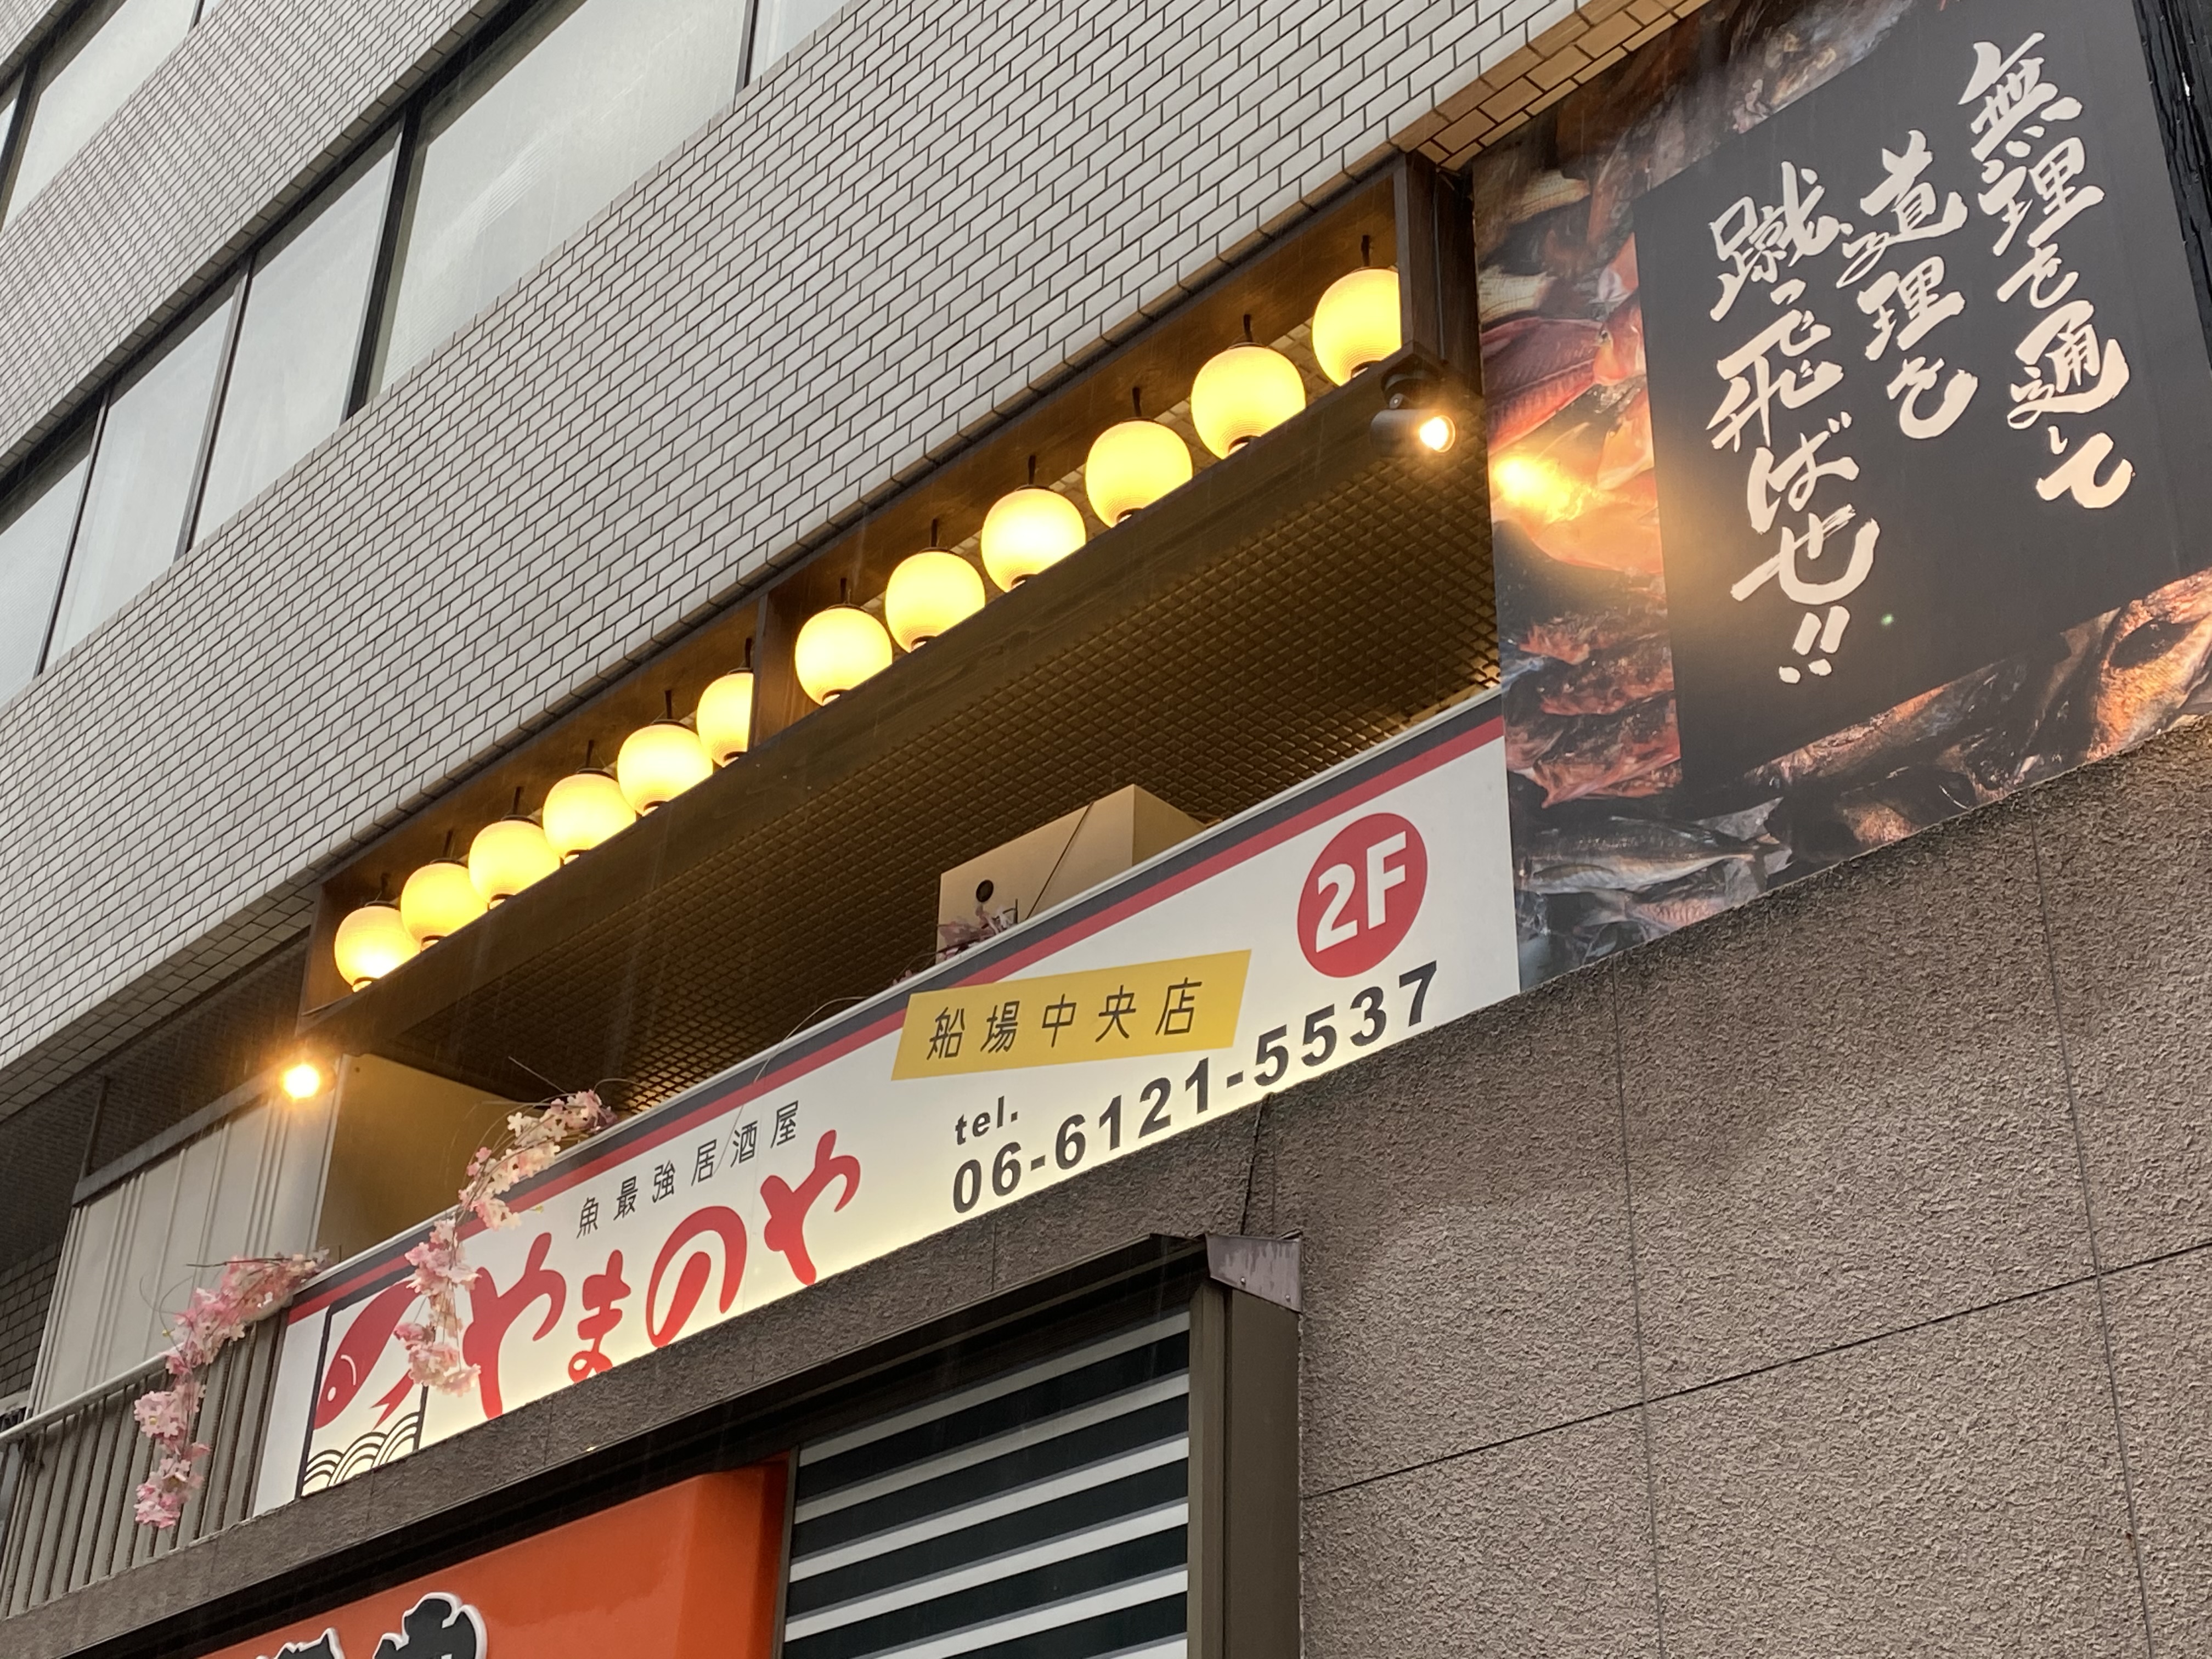 無理を通して
道理を
蹴っ飛ばせ!!
2F
船場中央店
tel.
06-6121-5537
魚最強居酒屋
やまのや